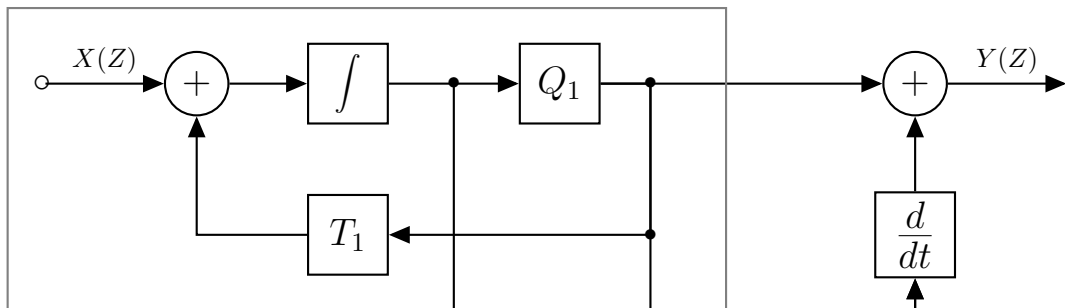 X(Z)
+
∫
Q₁
+
Y(Z)
T₁
d/dt